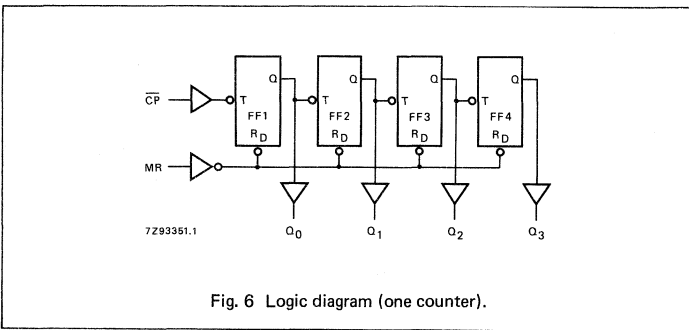 Q Q Q Q
C̅P̅ T T T T
FF1 FF2 FF3 FF4
RD RD RD RD
MR
7Z93351.1 Q0 Q1 Q2 Q3
Fig. 6 Logic diagram (one counter).